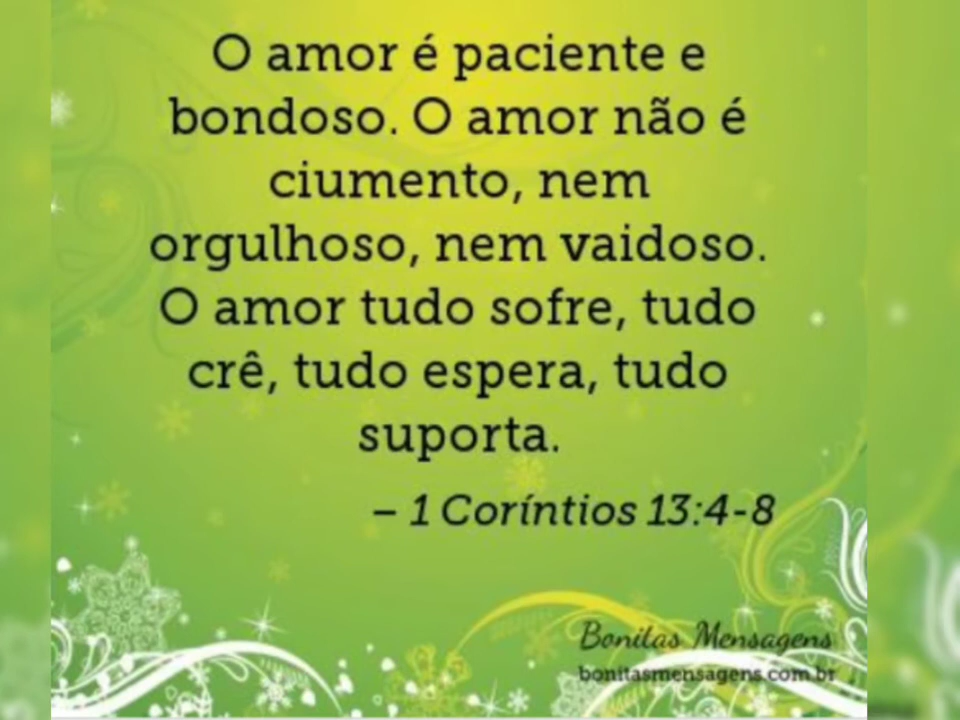 O amor é paciente e
bondoso. O amor não é
ciumento, nem
orgulhoso, nem vaidoso.
O amor tudo sofre, tudo
crê, tudo espera, tudo
suporta.
– 1 Coríntios 13:4-8
Bonitas Mensagens
bonitasmensagens.com.br